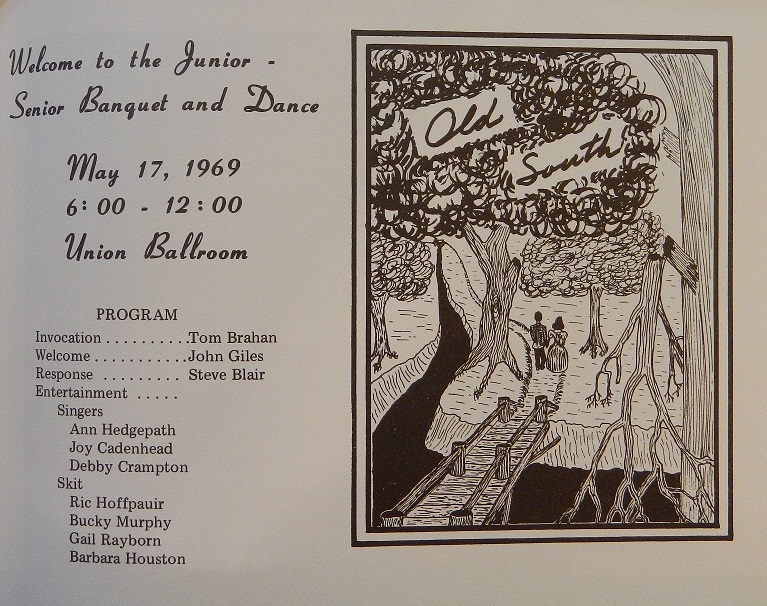 Welcome to the Junior -
Senior Banquet and Dance
May 17, 1969
6:00 - 12:00
Union Ballroom
PROGRAM
Invocation . . . . . . . . . .Tom Brahan
Welcome . . . . . . . . . . .John Giles
Response . . . . . . . . . Steve Blair
Entertainment . . . . .
Singers
Ann Hedgepath
Joy Cadenhead
Debby Crampton
Skit
Ric Hoffpauir
Bucky Murphy
Gail Rayborn
Barbara Houston
Old
South